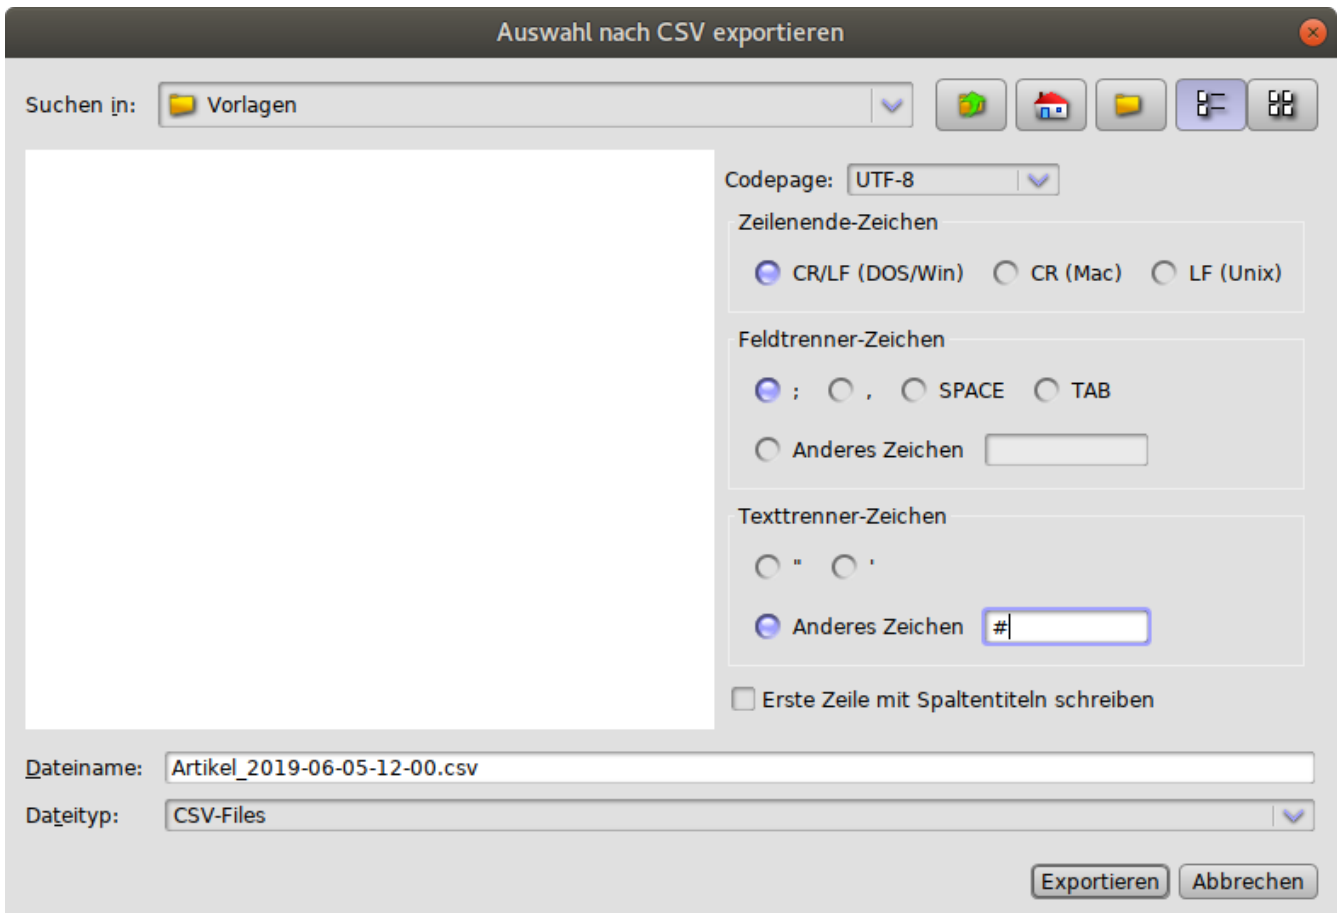 Auswahl nach CSV exportieren
Suchen in: Vorlagen
Codepage: UTF-8
Zeilenende-Zeichen
CR/LF (DOS/Win) CR (Mac) LF (Unix)
Feldtrenner-Zeichen
; , SPACE TAB
Anderes Zeichen
Texttrenner-Zeichen
" '
Anderes Zeichen #
Erste Zeile mit Spaltentiteln schreiben
Dateiname: Artikel_2019-06-05-12-00.csv
Dateityp: CSV-Files
Exportieren Abbrechen